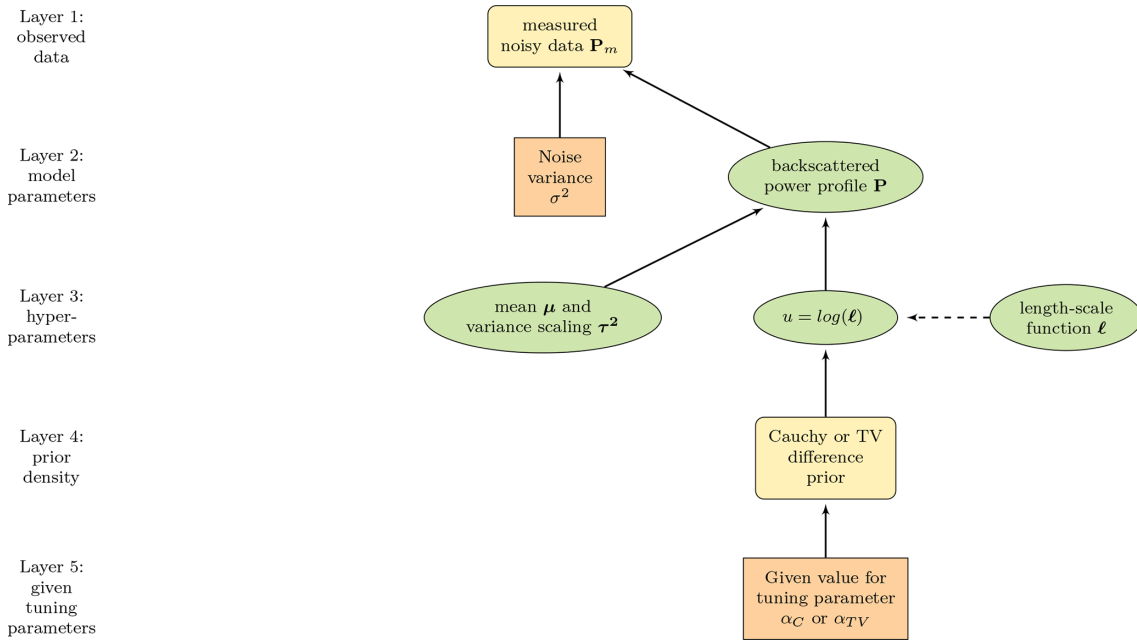 Layer 1:
observed
data
measured
noisy data P_m
Layer 2:
model
parameters
Noise
variance
σ²
backscattered
power profile P
Layer 3:
hyper-
parameters
mean μ and
variance scaling τ²
u = log(ℓ)
length-scale
function ℓ
Layer 4:
prior
density
Cauchy or TV
difference
prior
Layer 5:
given
tuning
parameters
Given value for
tuning parameter
α_C or α_{TV}